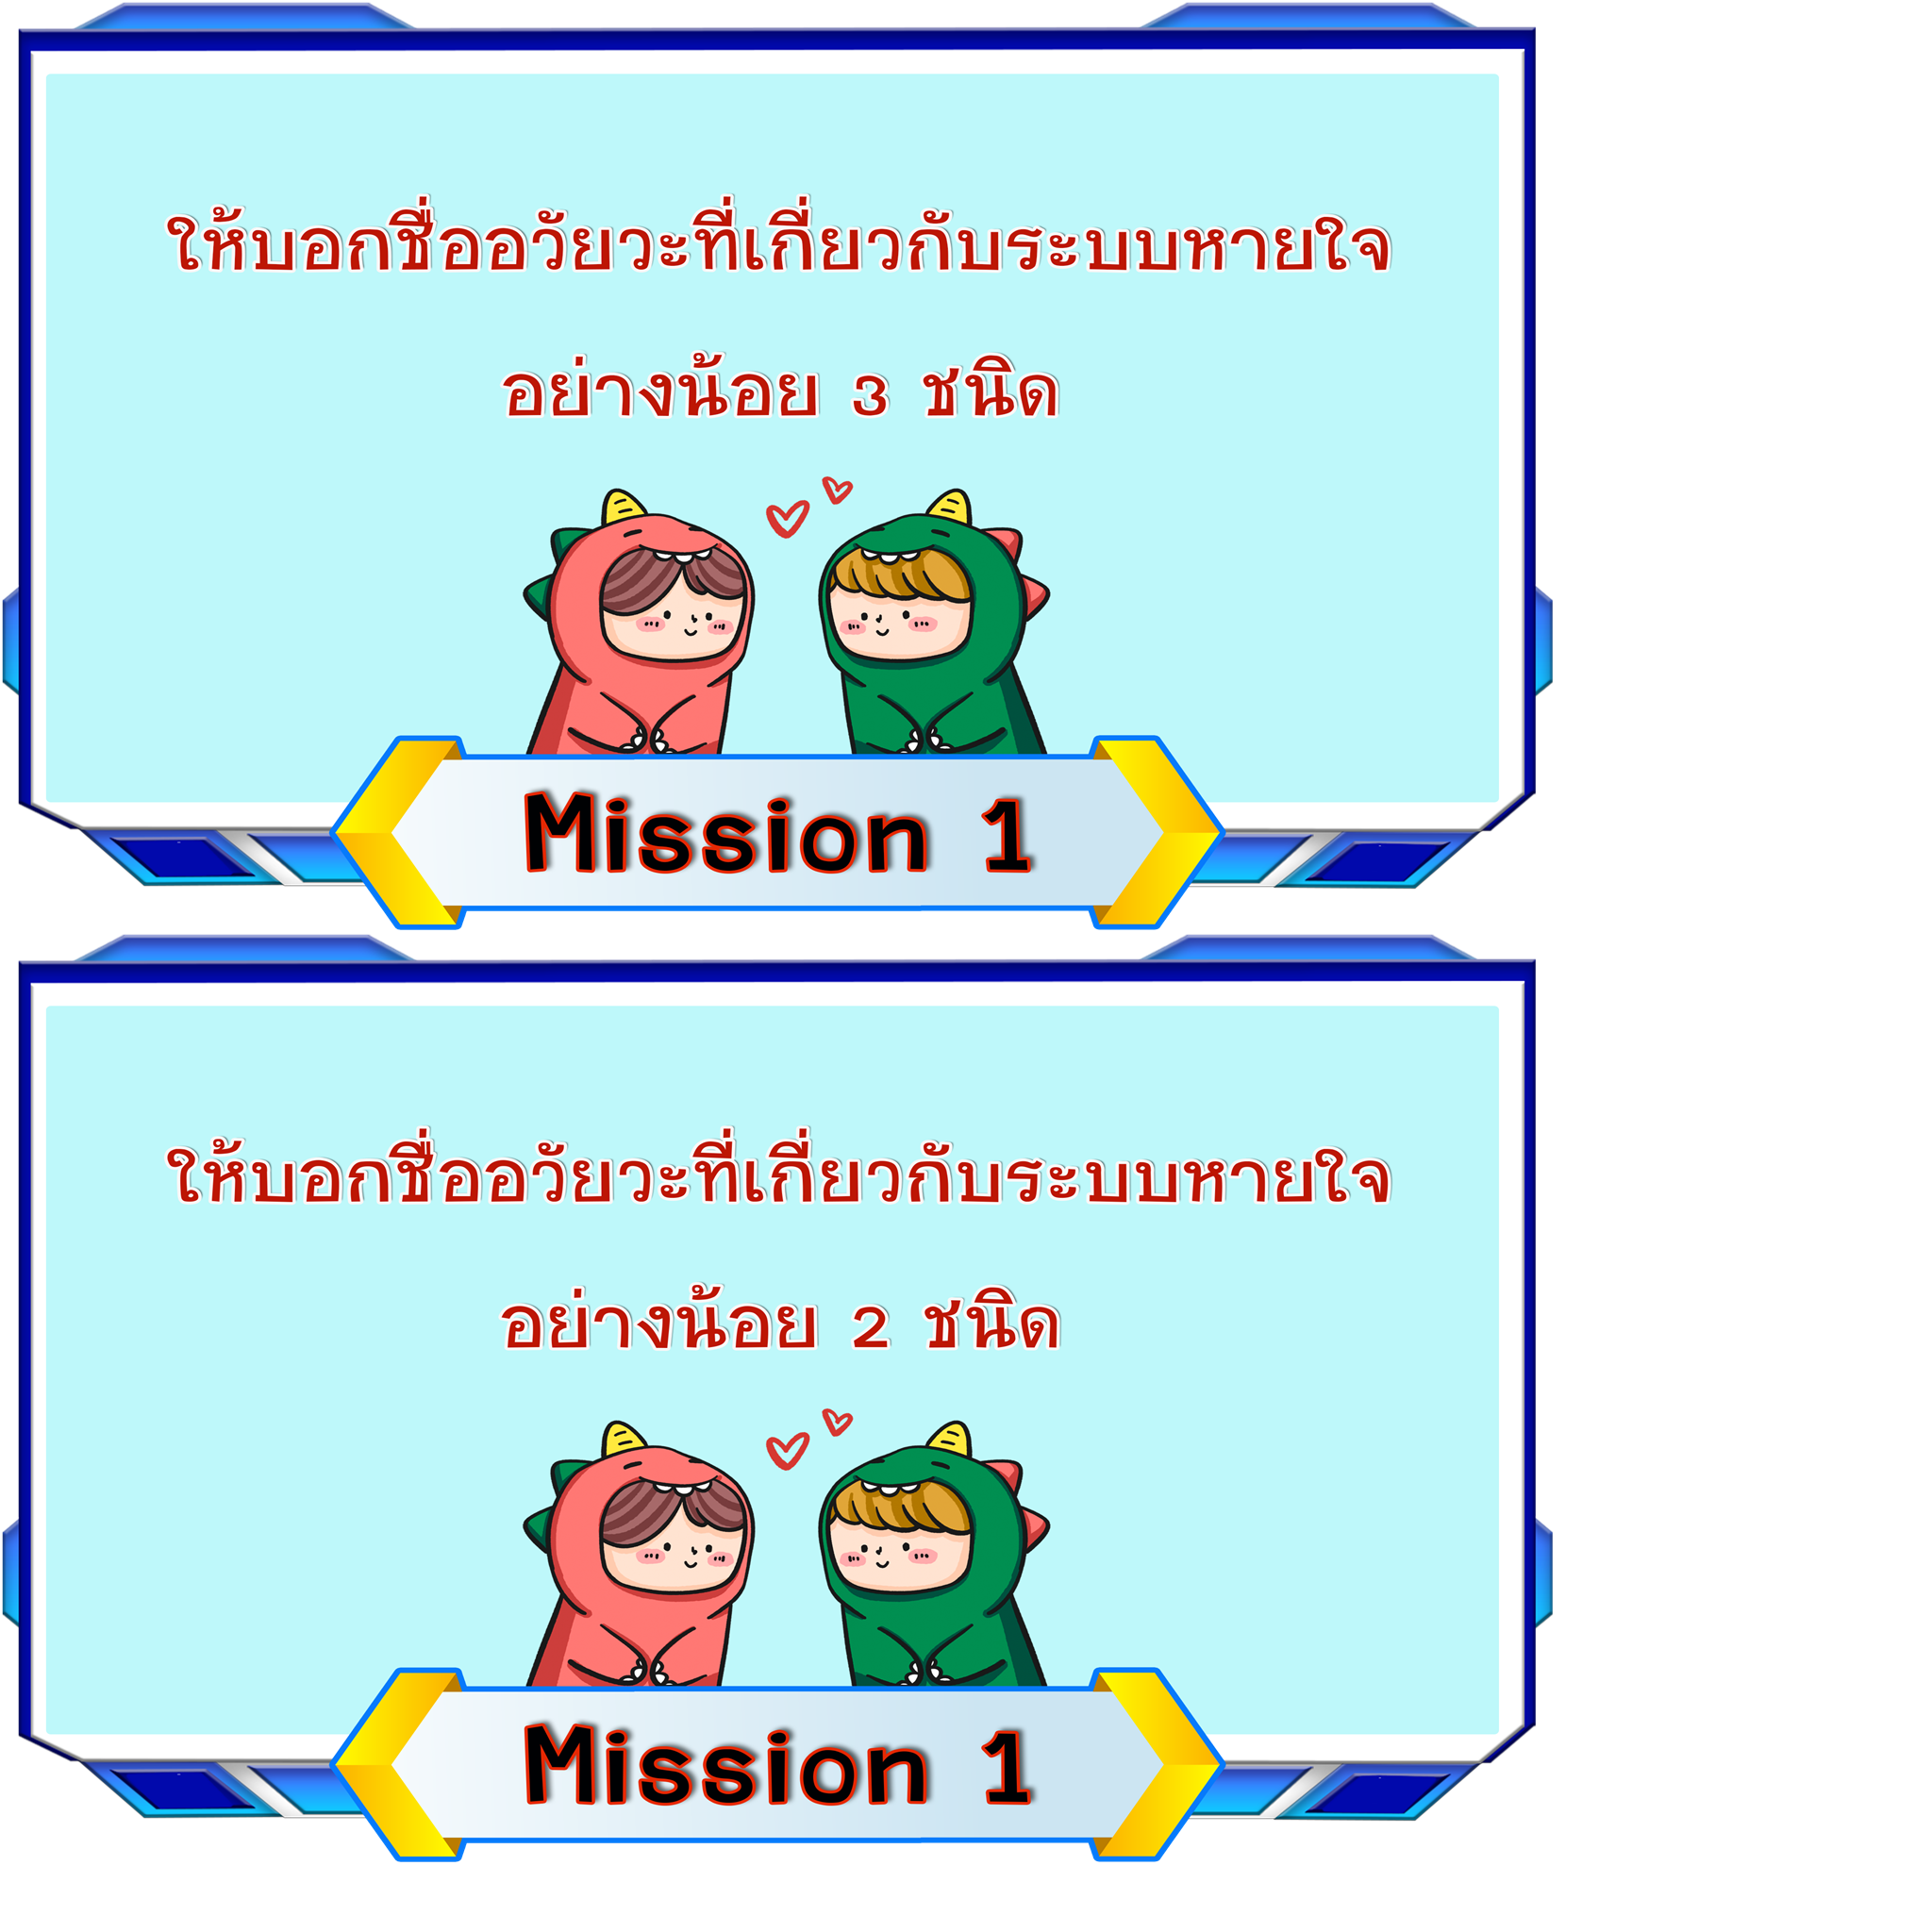 ให้บอกชื่ออวัยวะที่เกี่ยวกับระบบหายใจ
อย่างน้อย 3 ชนิด
Mission 1
ให้บอกชื่ออวัยวะที่เกี่ยวกับระบบหายใจ
อย่างน้อย 2 ชนิด
Mission 1